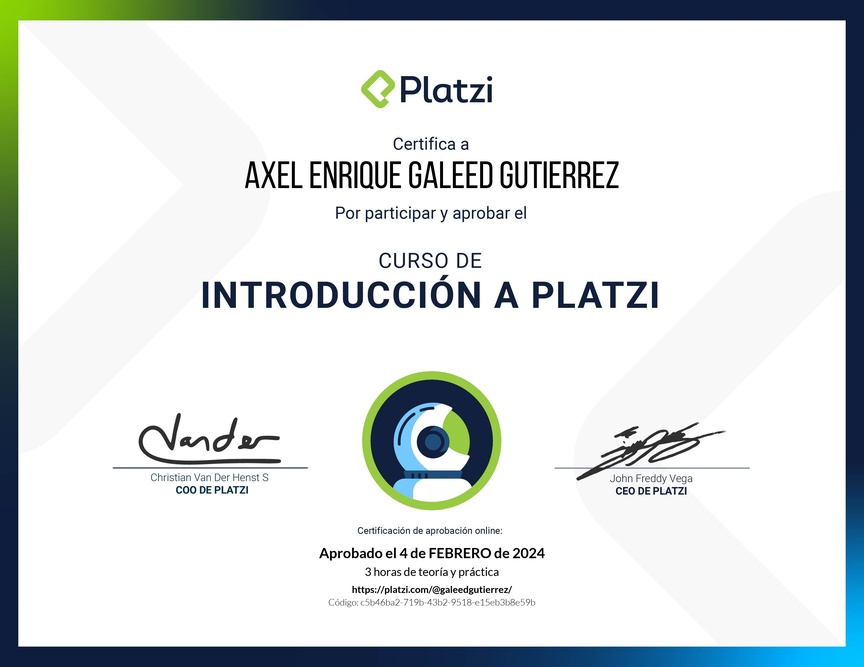 Platzi
Certifica a
AXEL ENRIQUE GALEED GUTIERREZ
Por participar y aprobar el
CURSO DE
INTRODUCCIÓN A PLATZI
Vander
Christian Van Der Henst S
COO DE PLATZI
John Freddy Vega
CEO DE PLATZI
Certificación de aprobación online:
Aprobado el 4 de FEBRERO de 2024
3 horas de teoría y práctica
https://platzi.com/@galeedgutierrez/
Código: c5b46ba2-719b-43b2-9518-e15eb3b8e59b